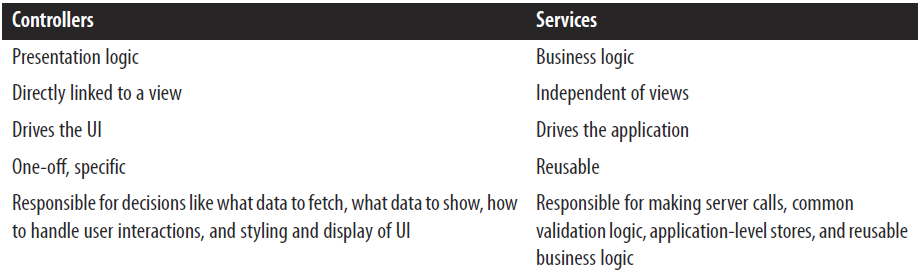 Controllers Services
Presentation logic Business logic
Directly linked to a view Independent of views
Drives the UI Drives the application
One-off, specific Reusable
Responsible for decisions like what data to fetch, what data to show, how Responsible for making server calls, common
to handle user interactions, and styling and display of UI validation logic, application-level stores, and reusable
business logic